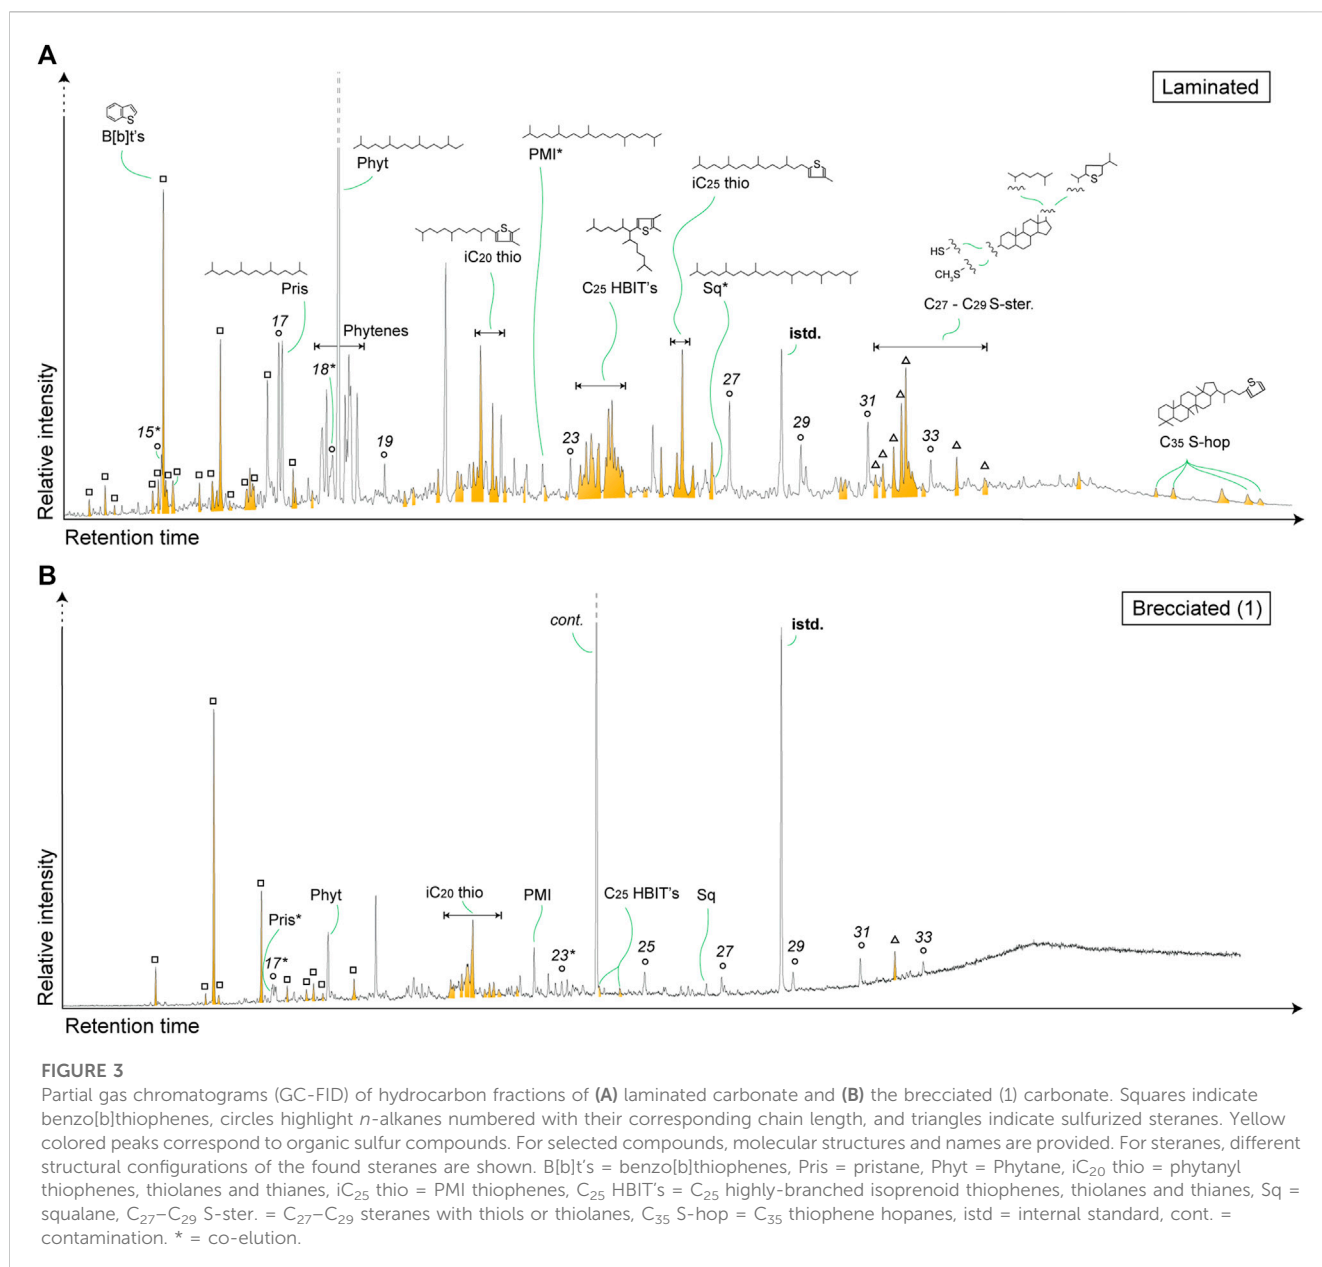 A
Laminated
B[b]t's
S
Phyt
PMI*
iC25 thio
S
iC20 thio
S
Pris
17
Phytenes
18*
15*
19
S
C25 HBIT's
23
Sq*
27
istd.
29
31
33
S
HS
CH3S
C27 - C29 S-ster.
S
C35 S-hop
Relative intensity
Retention time
B
Brecciated (1)
cont.
istd.
Pris*
17*
Phyt
iC20 thio
PMI
23*
C25 HBIT's
25
Sq
27
29
31
33
Relative intensity
Retention time
FIGURE 3
Partial gas chromatograms (GC-FID) of hydrocarbon fractions of (A) laminated carbonate and (B) the brecciated (1) carbonate. Squares indicate
benzo[b]thiophenes, circles highlight n-alkanes numbered with their corresponding chain length, and triangles indicate sulfurized steranes. Yellow
colored peaks correspond to organic sulfur compounds. For selected compounds, molecular structures and names are provided. For steranes, different
structural configurations of the found steranes are shown. B[b]t's = benzo[b]thiophenes, Pris = pristane, Phyt = Phytane, iC20 thio = phytanyl
thiophenes, thiolanes and thianes, iC25 thio = PMI thiophenes, C25 HBIT's = C25 highly-branched isoprenoid thiophenes, thiolanes and thianes, Sq =
squalane, C27–C29 S-ster. = C27–C29 steranes with thiols or thiolanes, C35 S-hop = C35 thiophene hopanes, istd = internal standard, cont. =
contamination. * = co-elution.